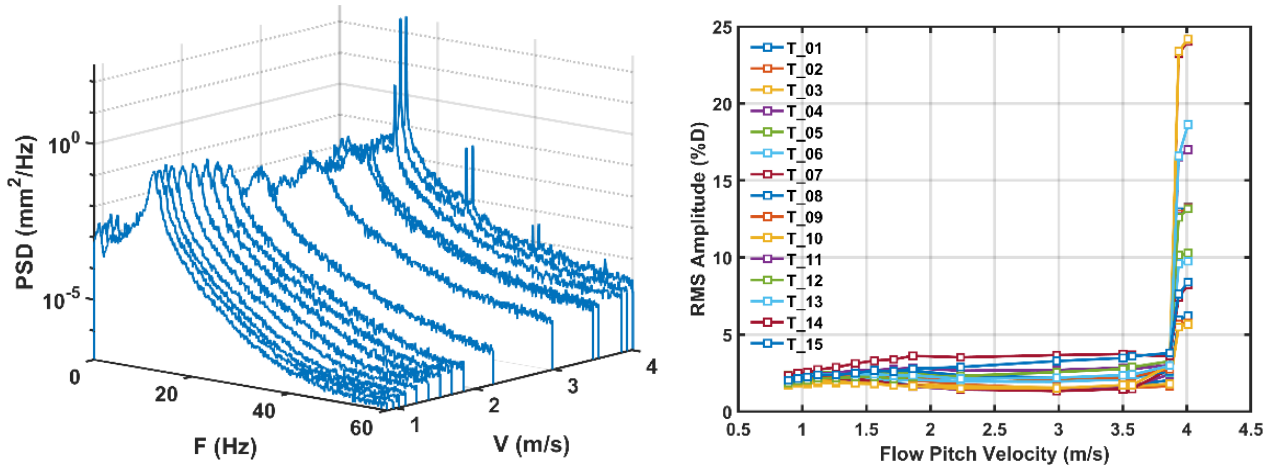 PSD (mm²/Hz)
10⁰
10⁻⁵
0
20
40
60
F (Hz)
1
2
3
4
V (m/s)
RMS Amplitude (%D)
25
20
15
10
5
0
T_01
T_02
T_03
T_04
T_05
T_06
T_07
T_08
T_09
T_10
T_11
T_12
T_13
T_14
T_15
0.5 1 1.5 2 2.5 3 3.5 4 4.5
Flow Pitch Velocity (m/s)